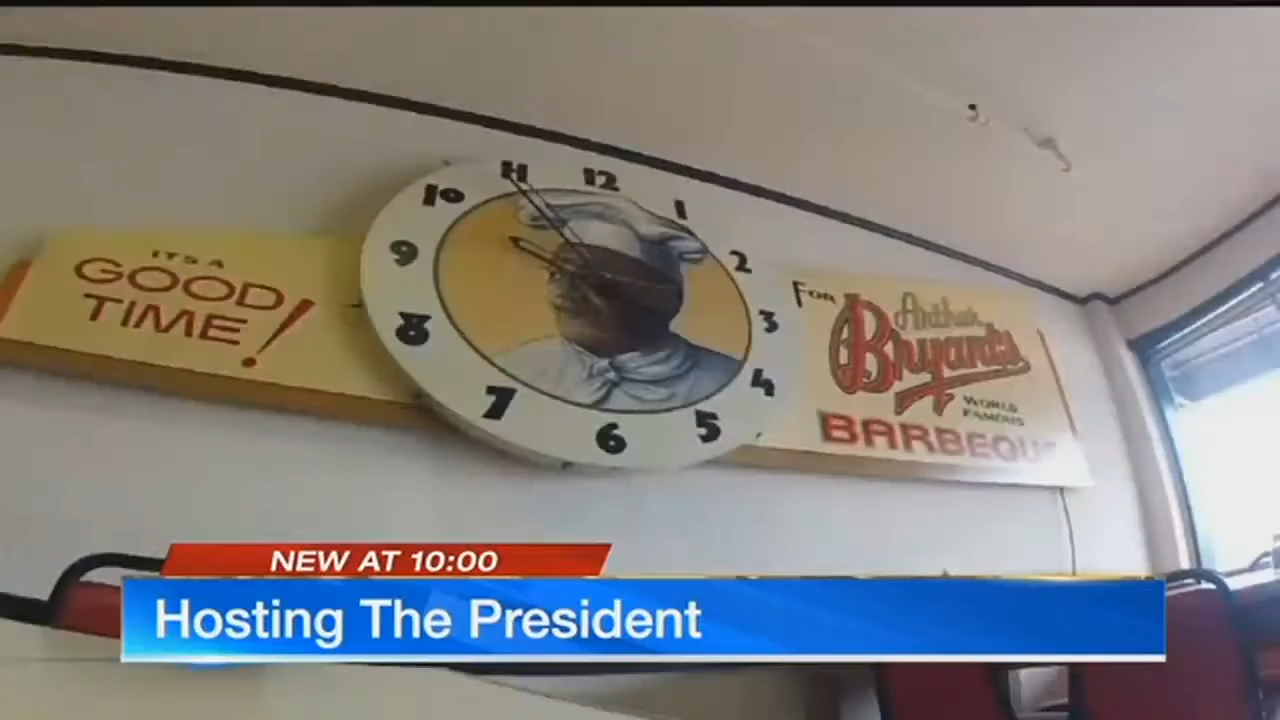 IT'S A
GOOD
TIME!
12
1
2
3
4
5
6
7
8
9
10
11
FOR
Arthur
Bryant's
WORLD
FAMOUS
BARBEQUE
NEW AT 10:00
Hosting The President